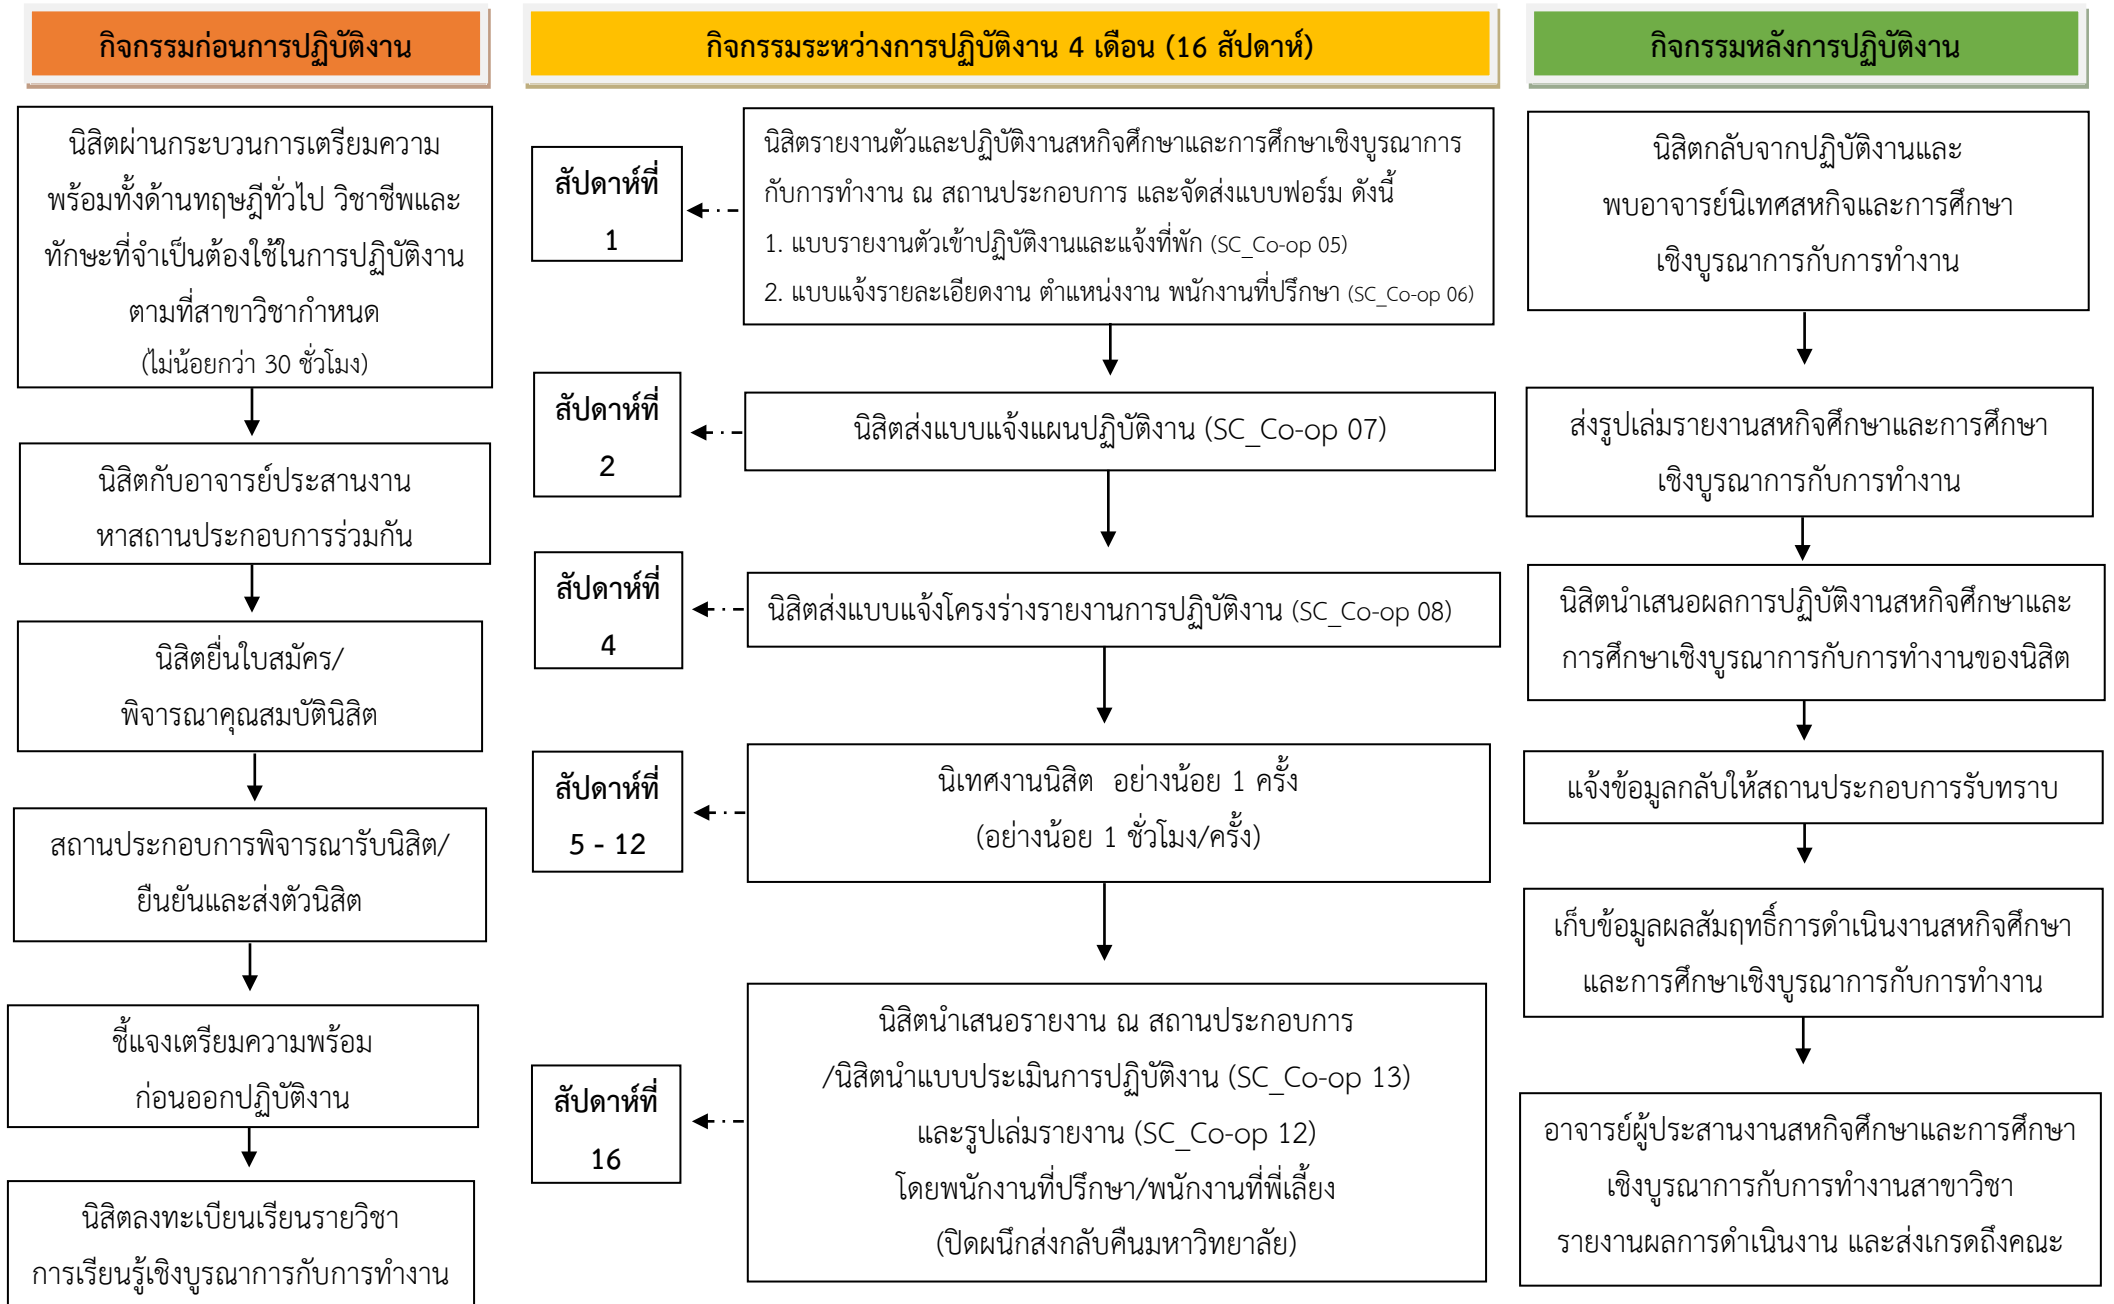 กิจกรรมก่อนการปฏิบัติงาน
นิสิตผ่านกระบวนการเตรียมความ
พร้อมทั้งด้านทฤษฎีทั่วไป วิชาชีพและ
ทักษะที่จำเป็นต้องใช้ในการปฏิบัติงาน
ตามที่สาขาวิชากำหนด
(ไม่น้อยกว่า 30 ชั่วโมง)
นิสิตกับอาจารย์ประสานงาน
หาสถานประกอบการร่วมกัน
นิสิตยื่นใบสมัคร/
พิจารณาคุณสมบัตินิสิต
สถานประกอบการพิจารณารับนิสิต/
ยืนยันและส่งตัวนิสิต
ชี้แจงเตรียมความพร้อม
ก่อนออกปฏิบัติงาน
นิสิตลงทะเบียนเรียนรายวิชา
การเรียนรู้เชิงบูรณาการกับการทำงาน
กิจกรรมระหว่างการปฏิบัติงาน 4 เดือน (16 สัปดาห์)
สัปดาห์ที่
1
นิสิตรายงานตัวและปฏิบัติงานสหกิจศึกษาและการศึกษาเชิงบูรณาการ
กับการทำงาน ณ สถานประกอบการ และจัดส่งแบบฟอร์ม ดังนี้
1. แบบรายงานตัวเข้าปฏิบัติงานและแจ้งที่พัก (SC_Co-op 05)
2. แบบแจ้งรายละเอียดงาน ตำแหน่งงาน พนักงานที่ปรึกษา (SC_Co-op 06)
สัปดาห์ที่
2
นิสิตส่งแบบแจ้งแผนปฏิบัติงาน (SC_Co-op 07)
สัปดาห์ที่
4
นิสิตส่งแบบแจ้งโครงร่างรายงานการปฏิบัติงาน (SC_Co-op 08)
สัปดาห์ที่
5 - 12
นิเทศงานนิสิต อย่างน้อย 1 ครั้ง
(อย่างน้อย 1 ชั่วโมง/ครั้ง)
สัปดาห์ที่
16
นิสิตนำเสนอรายงาน ณ สถานประกอบการ
/นิสิตนำแบบประเมินการปฏิบัติงาน (SC_Co-op 13)
และรูปเล่มรายงาน (SC_Co-op 12)
โดยพนักงานที่ปรึกษา/พนักงานที่พี่เลี้ยง
(ปิดผนึกส่งกลับคืนมหาวิทยาลัย)
กิจกรรมหลังการปฏิบัติงาน
นิสิตกลับจากปฏิบัติงานและ
พบอาจารย์นิเทศสหกิจและการศึกษา
เชิงบูรณาการกับการทำงาน
ส่งรูปเล่มรายงานสหกิจศึกษาและการศึกษา
เชิงบูรณาการกับการทำงาน
นิสิตนำเสนอผลการปฏิบัติงานสหกิจศึกษาและ
การศึกษาเชิงบูรณาการกับการทำงานของนิสิต
แจ้งข้อมูลกลับให้สถานประกอบการรับทราบ
เก็บข้อมูลผลสัมฤทธิ์การดำเนินงานสหกิจศึกษา
และการศึกษาเชิงบูรณาการกับการทำงาน
อาจารย์ผู้ประสานงานสหกิจศึกษาและการศึกษา
เชิงบูรณาการกับการทำงานสาขาวิชา
รายงานผลการดำเนินงาน และส่งเกรดถึงคณะ